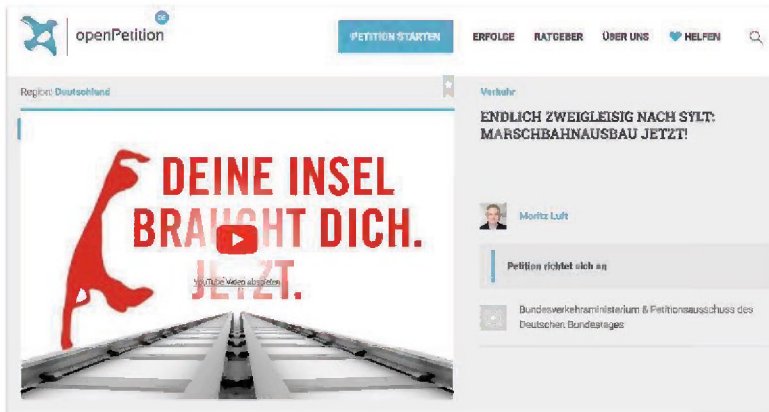 DE
openPetition
PETITION STARTEN
ERFOLGE
RATGEBER
ÜBER UNS
HELFEN
Region: Deutschland
DEINE INSEL
BRAUCHT DICH.
JETZT.
YouTube Video abspielen
Verkehr
ENDLICH ZWEIGLEISIG NACH SYLT:
MARSCHBAHNAUSBAU JETZT!
Moritz Luft
Petition richtet sich an
Bundesverkehrsministerium & Petitionsausschuss des
Deutschen Bundestages